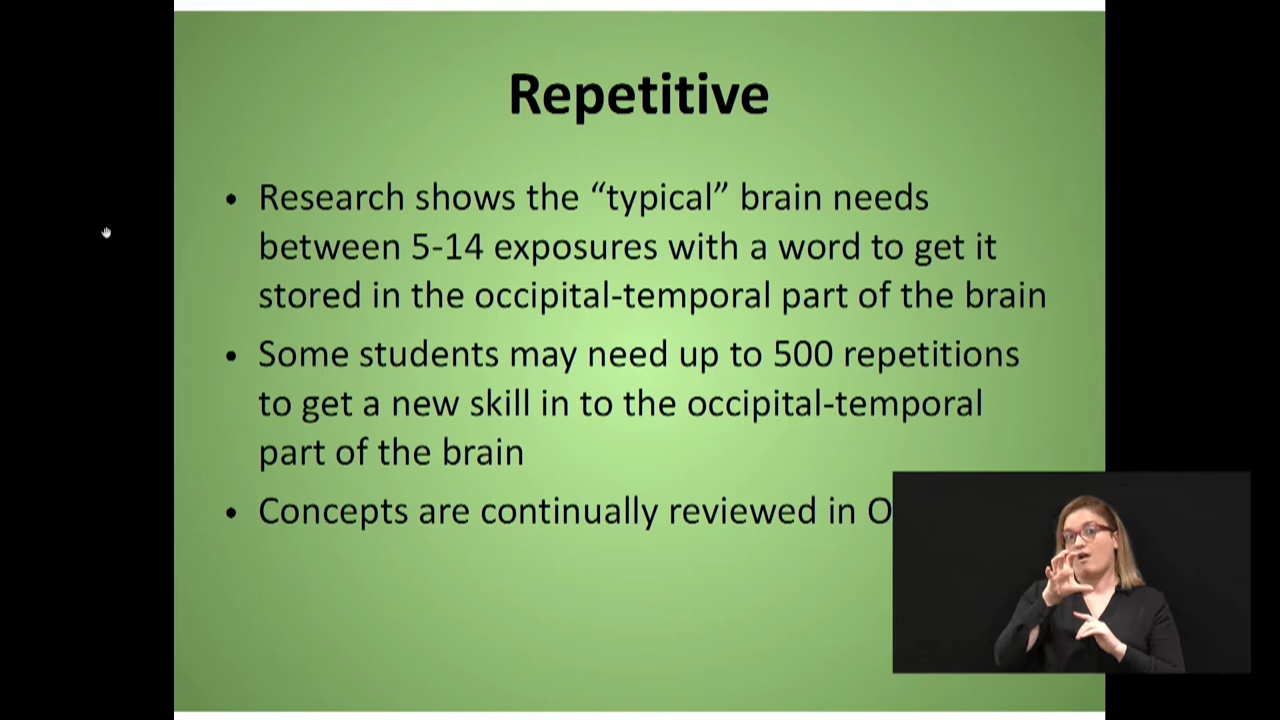 Repetitive
• Research shows the “typical” brain needs
between 5-14 exposures with a word to get it
stored in the occipital-temporal part of the brain
• Some students may need up to 500 repetitions
to get a new skill in to the occipital-temporal
part of the brain
• Concepts are continually reviewed in